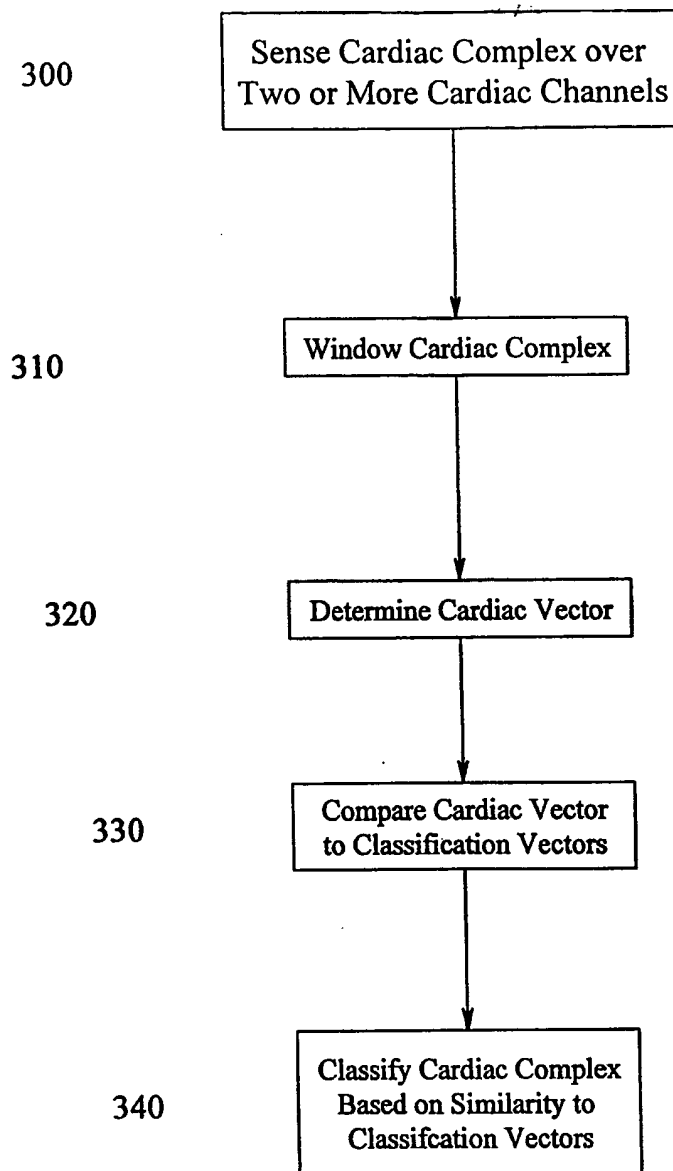 300
Sense Cardiac Complex over
Two or More Cardiac Channels
310
Window Cardiac Complex
320
Determine Cardiac Vector
330
Compare Cardiac Vector
to Classification Vectors
340
Classify Cardiac Complex
Based on Similarity to
Classifcation Vectors